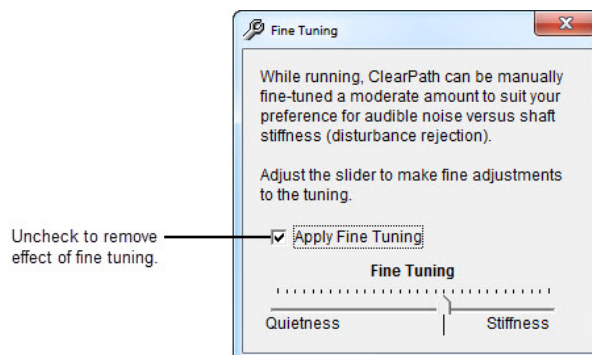 Fine Tuning
While running, ClearPath can be manually
fine-tuned a moderate amount to suit your
preference for audible noise versus shaft
stiffness (disturbance rejection).
Adjust the slider to make fine adjustments
to the tuning.
Uncheck to remove
effect of fine tuning.
Apply Fine Tuning
Fine Tuning
Quietness
Stiffness